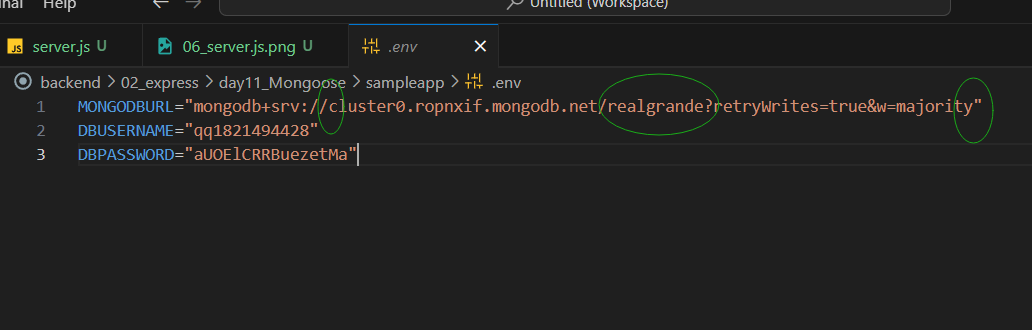 inal Help Untitled (Workspace)
JS server.js U 06_server.js.png U .env
backend > 02_express > day11_Mongoose > sampleapp > .env
1 MONGODBURL="mongodb+srv://cluster0.ropnxif.mongodb.net/realgrande?retryWrites=true&w=majority"
2 DBUSERNAME="qq1821494428"
3 DBPASSWORD="aUOElCRRBuezetMa"